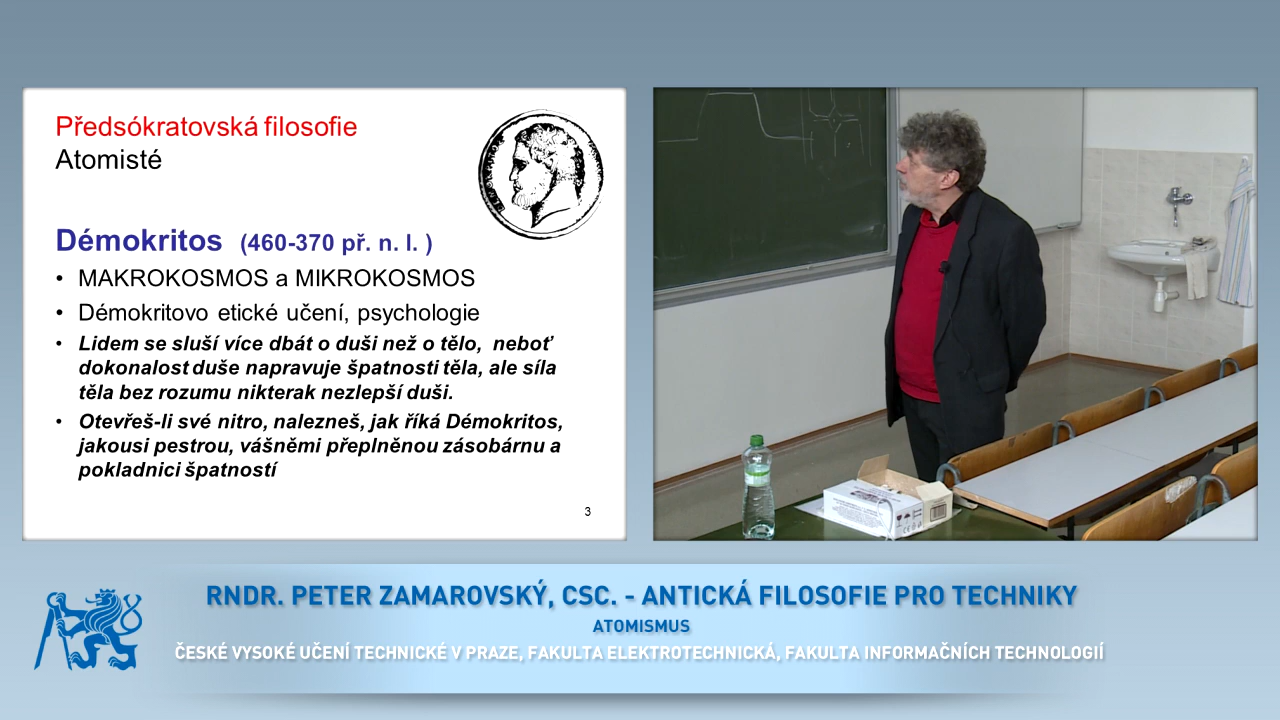 Předsókratovská filosofie
Atomisté
Démokritos (460-370 př. n. l. )
• MAKROKOSMOS a MIKROKOSMOS
• Démokritovo etické učení, psychologie
• Lidem se sluší více dbát o duši než o tělo, neboť
dokonalost duše napravuje špatnosti těla, ale síla
těla bez rozumu nikterak nezlepší duši.
• Otevřeš-li své nitro, nalezneš, jak říká Démokritos,
jakousi pestrou, vášněmi přeplněnou zásobárnu a
pokladnici špatností
3
RNDR. PETER ZAMAROVSKÝ, CSC. - ANTICKÁ FILOSOFIE PRO TECHNIKY
ATOMISMUS
ČESKÉ VYSOKÉ UČENÍ TECHNICKÉ V PRAZE, FAKULTA ELEKTROTECHNICKÁ, FAKULTA INFORMAČNÍCH TECHNOLOGIÍ